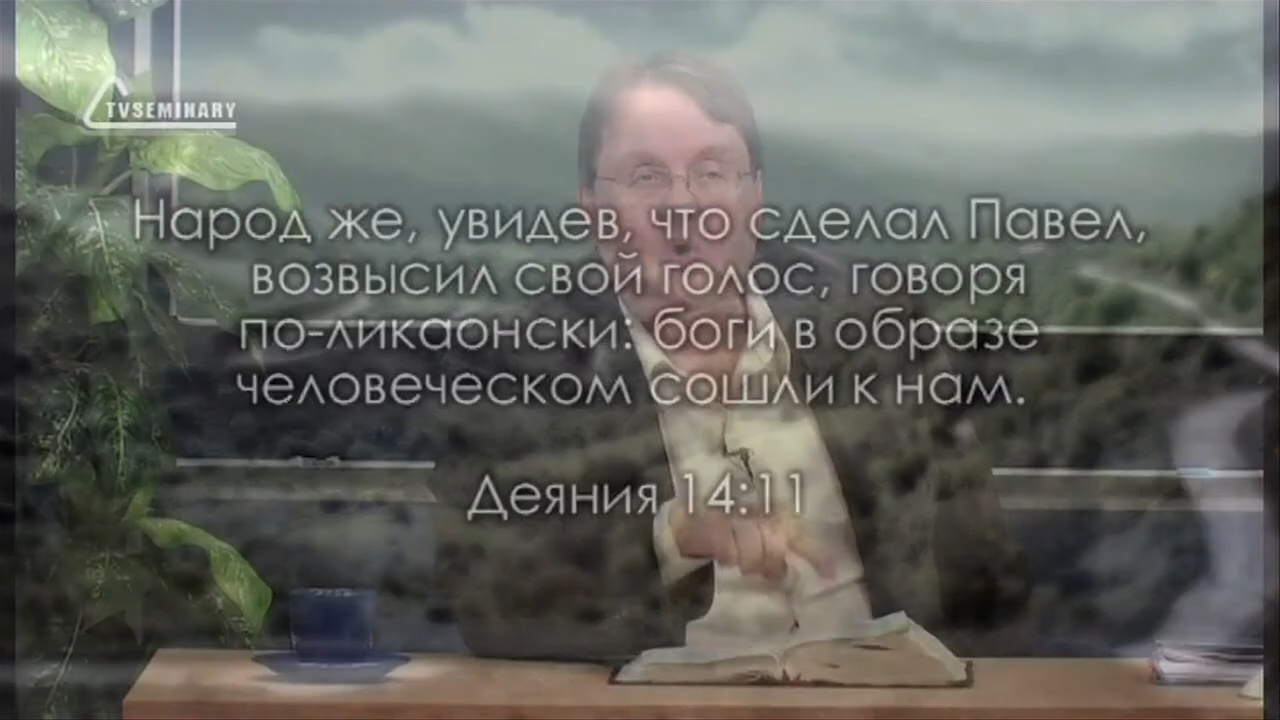 TVSEMINARY
Народ же, увидев, что сделал Павел,
возвысил свой голос, говоря
по-ликаонски: боги в образе
человеческом сошли к нам.
Деяния 14:11